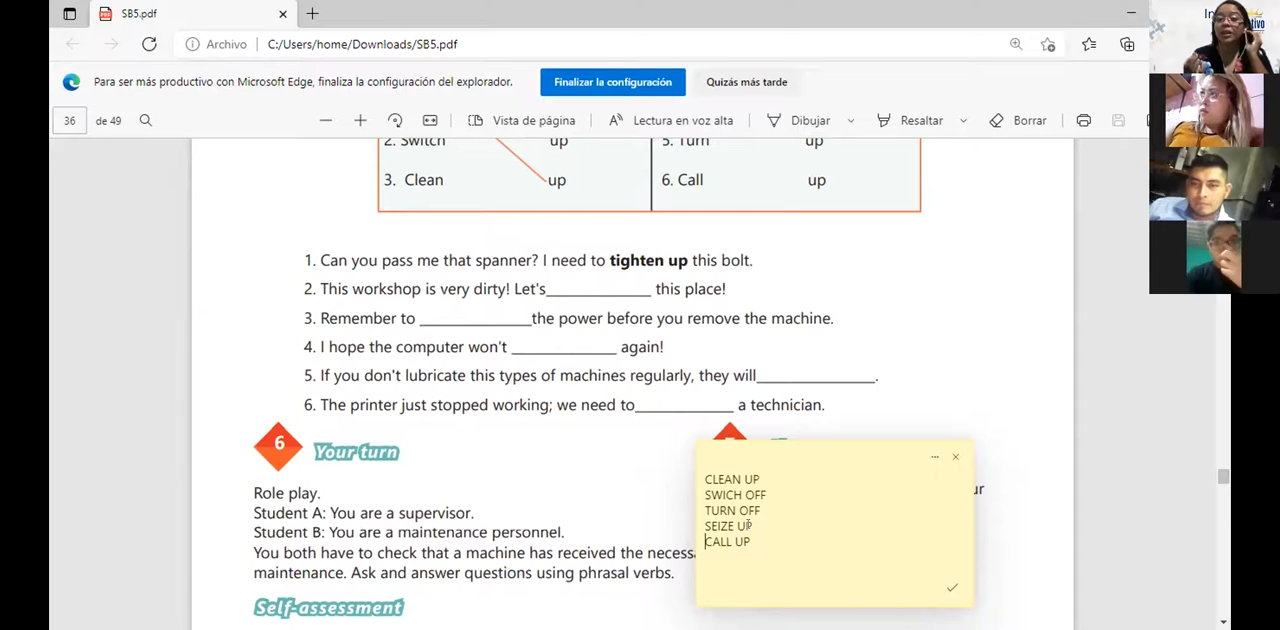 SB5.pdf
Archivo
C:/Users/home/Downloads/SB5.pdf
Para ser más productivo con Microsoft Edge, finaliza la configuración del explorador.
Finalizar la configuración
Quizás más tarde
36
de 49
Vista de página
Lectura en voz alta
Dibujar
Resaltar
Borrar
2. Switch up 5. Turn up
3. Clean up 6. Call up
1. Can you pass me that spanner? I need to tighten up this bolt.
2. This workshop is very dirty! Let's____________ this place!
3. Remember to ____________the power before you remove the machine.
4. I hope the computer won't ____________ again!
5. If you don't lubricate this types of machines regularly, they will____________.
6. The printer just stopped working; we need to____________ a technician.
6
Your turn
Role play.
Student A: You are a supervisor.
Student B: You are a maintenance personnel.
You both have to check that a machine has received the necessa
maintenance. Ask and answer questions using phrasal verbs.
Self-assessment
CLEAN UP
SWICH OFF
TURN OFF
SEIZE UP
CALL UP
ur